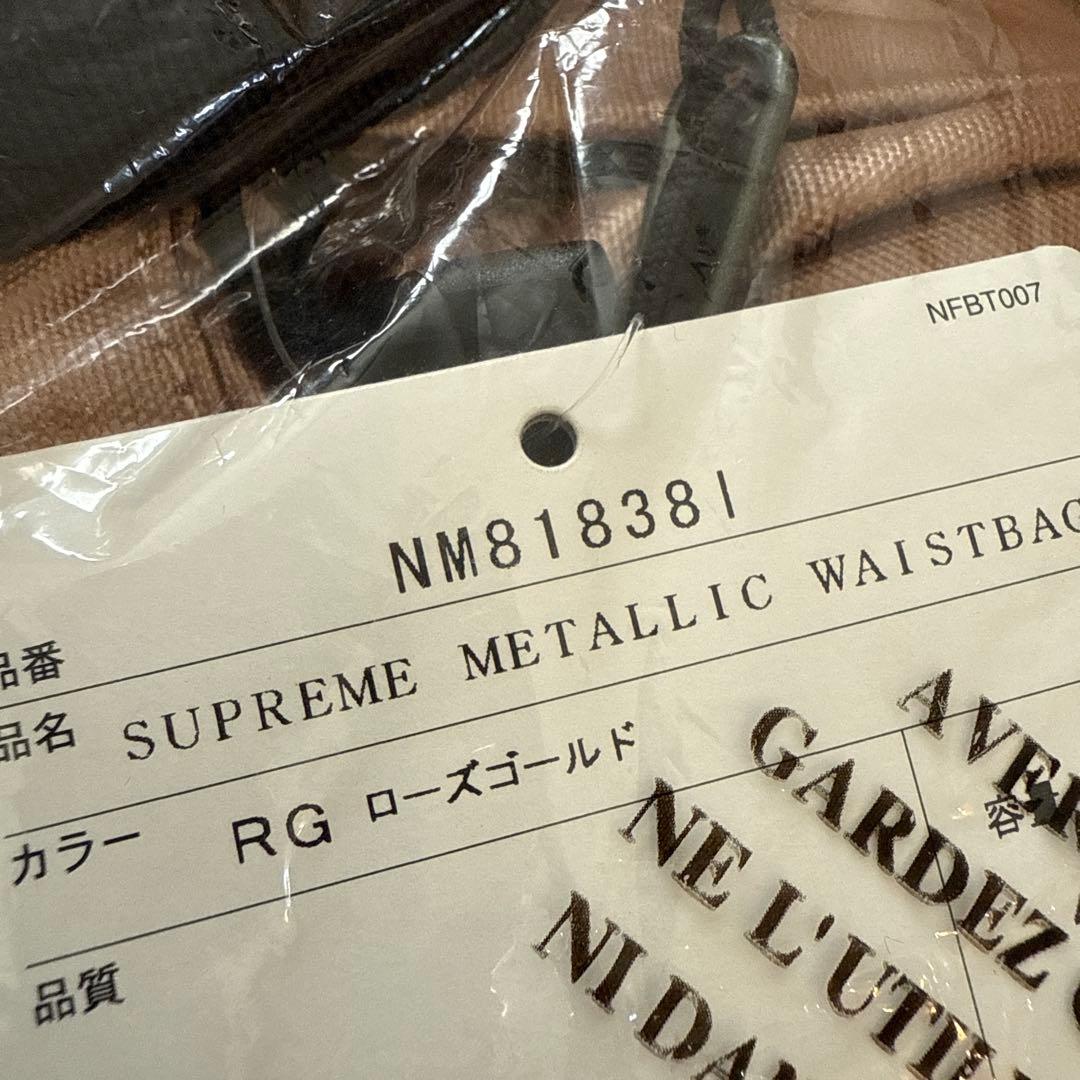 NFBT007
NM81838I
品番
品名 SUPREME METALLIC WAISTBAG
カラー RG ローズゴールド
容
品質
GARDEZ
NE L'UTI
NI DA